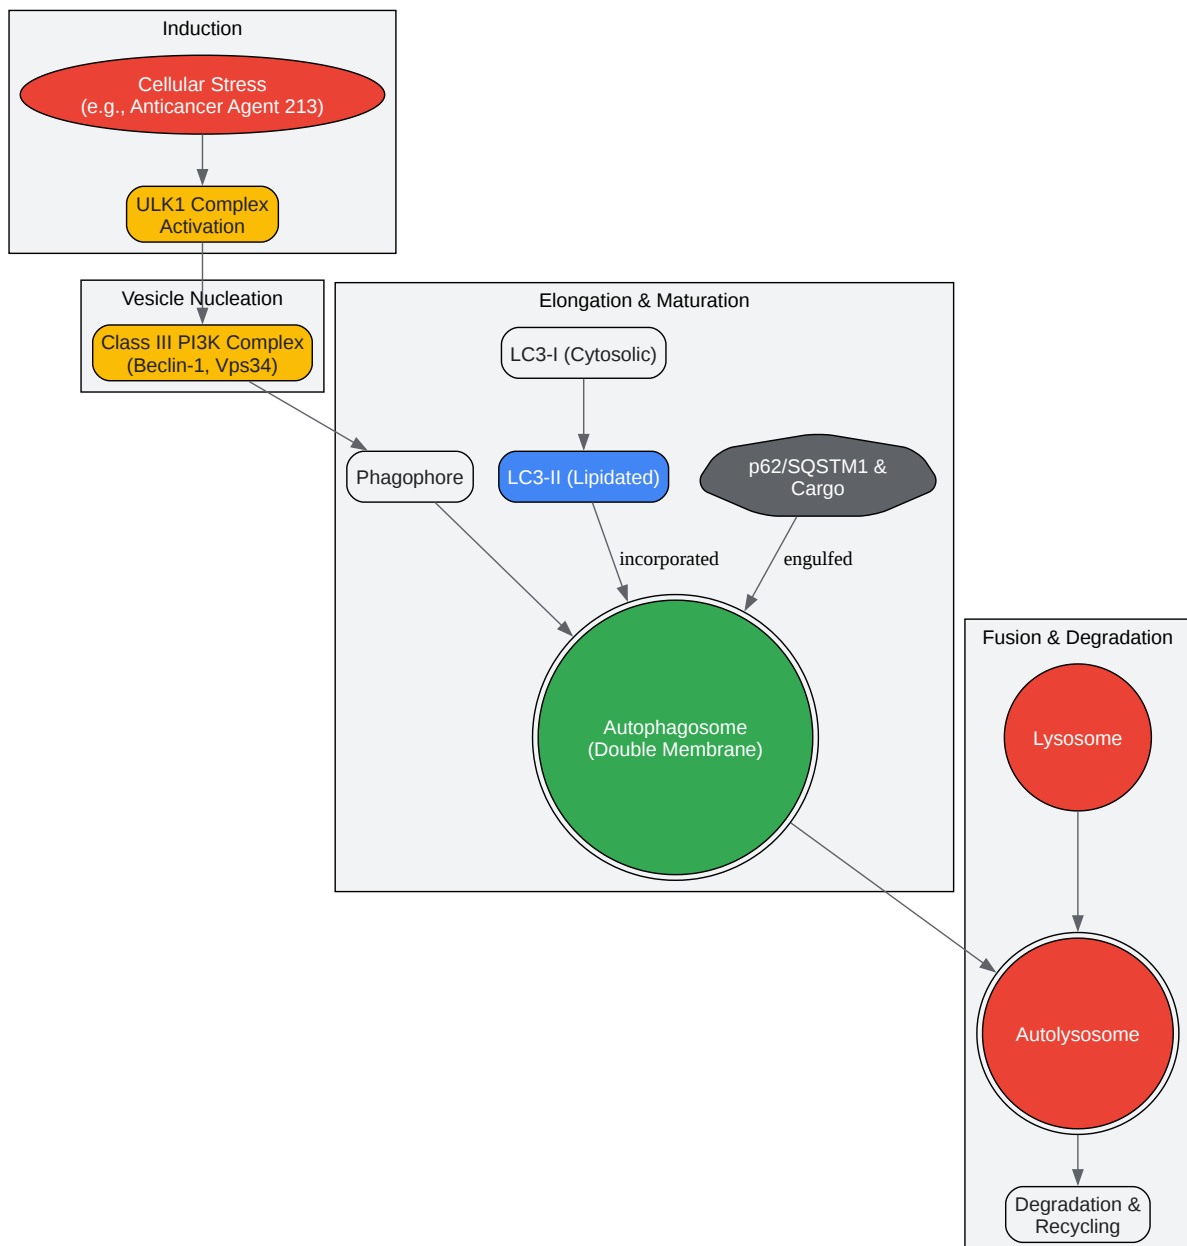 Induction
Cellular Stress
(e.g., Anticancer Agent 213)
ULK1 Complex
Activation
Vesicle Nucleation
Class III PI3K Complex
(Beclin-1, Vps34)
Elongation & Maturation
LC3-I (Cytosolic)
Phagophore
LC3-II (Lipidated)
p62/SQSTM1 &
Cargo
incorporated
engulfed
Autophagosome
(Double Membrane)
Fusion & Degradation
Lysosome
Autolysosome
Degradation &
Recycling